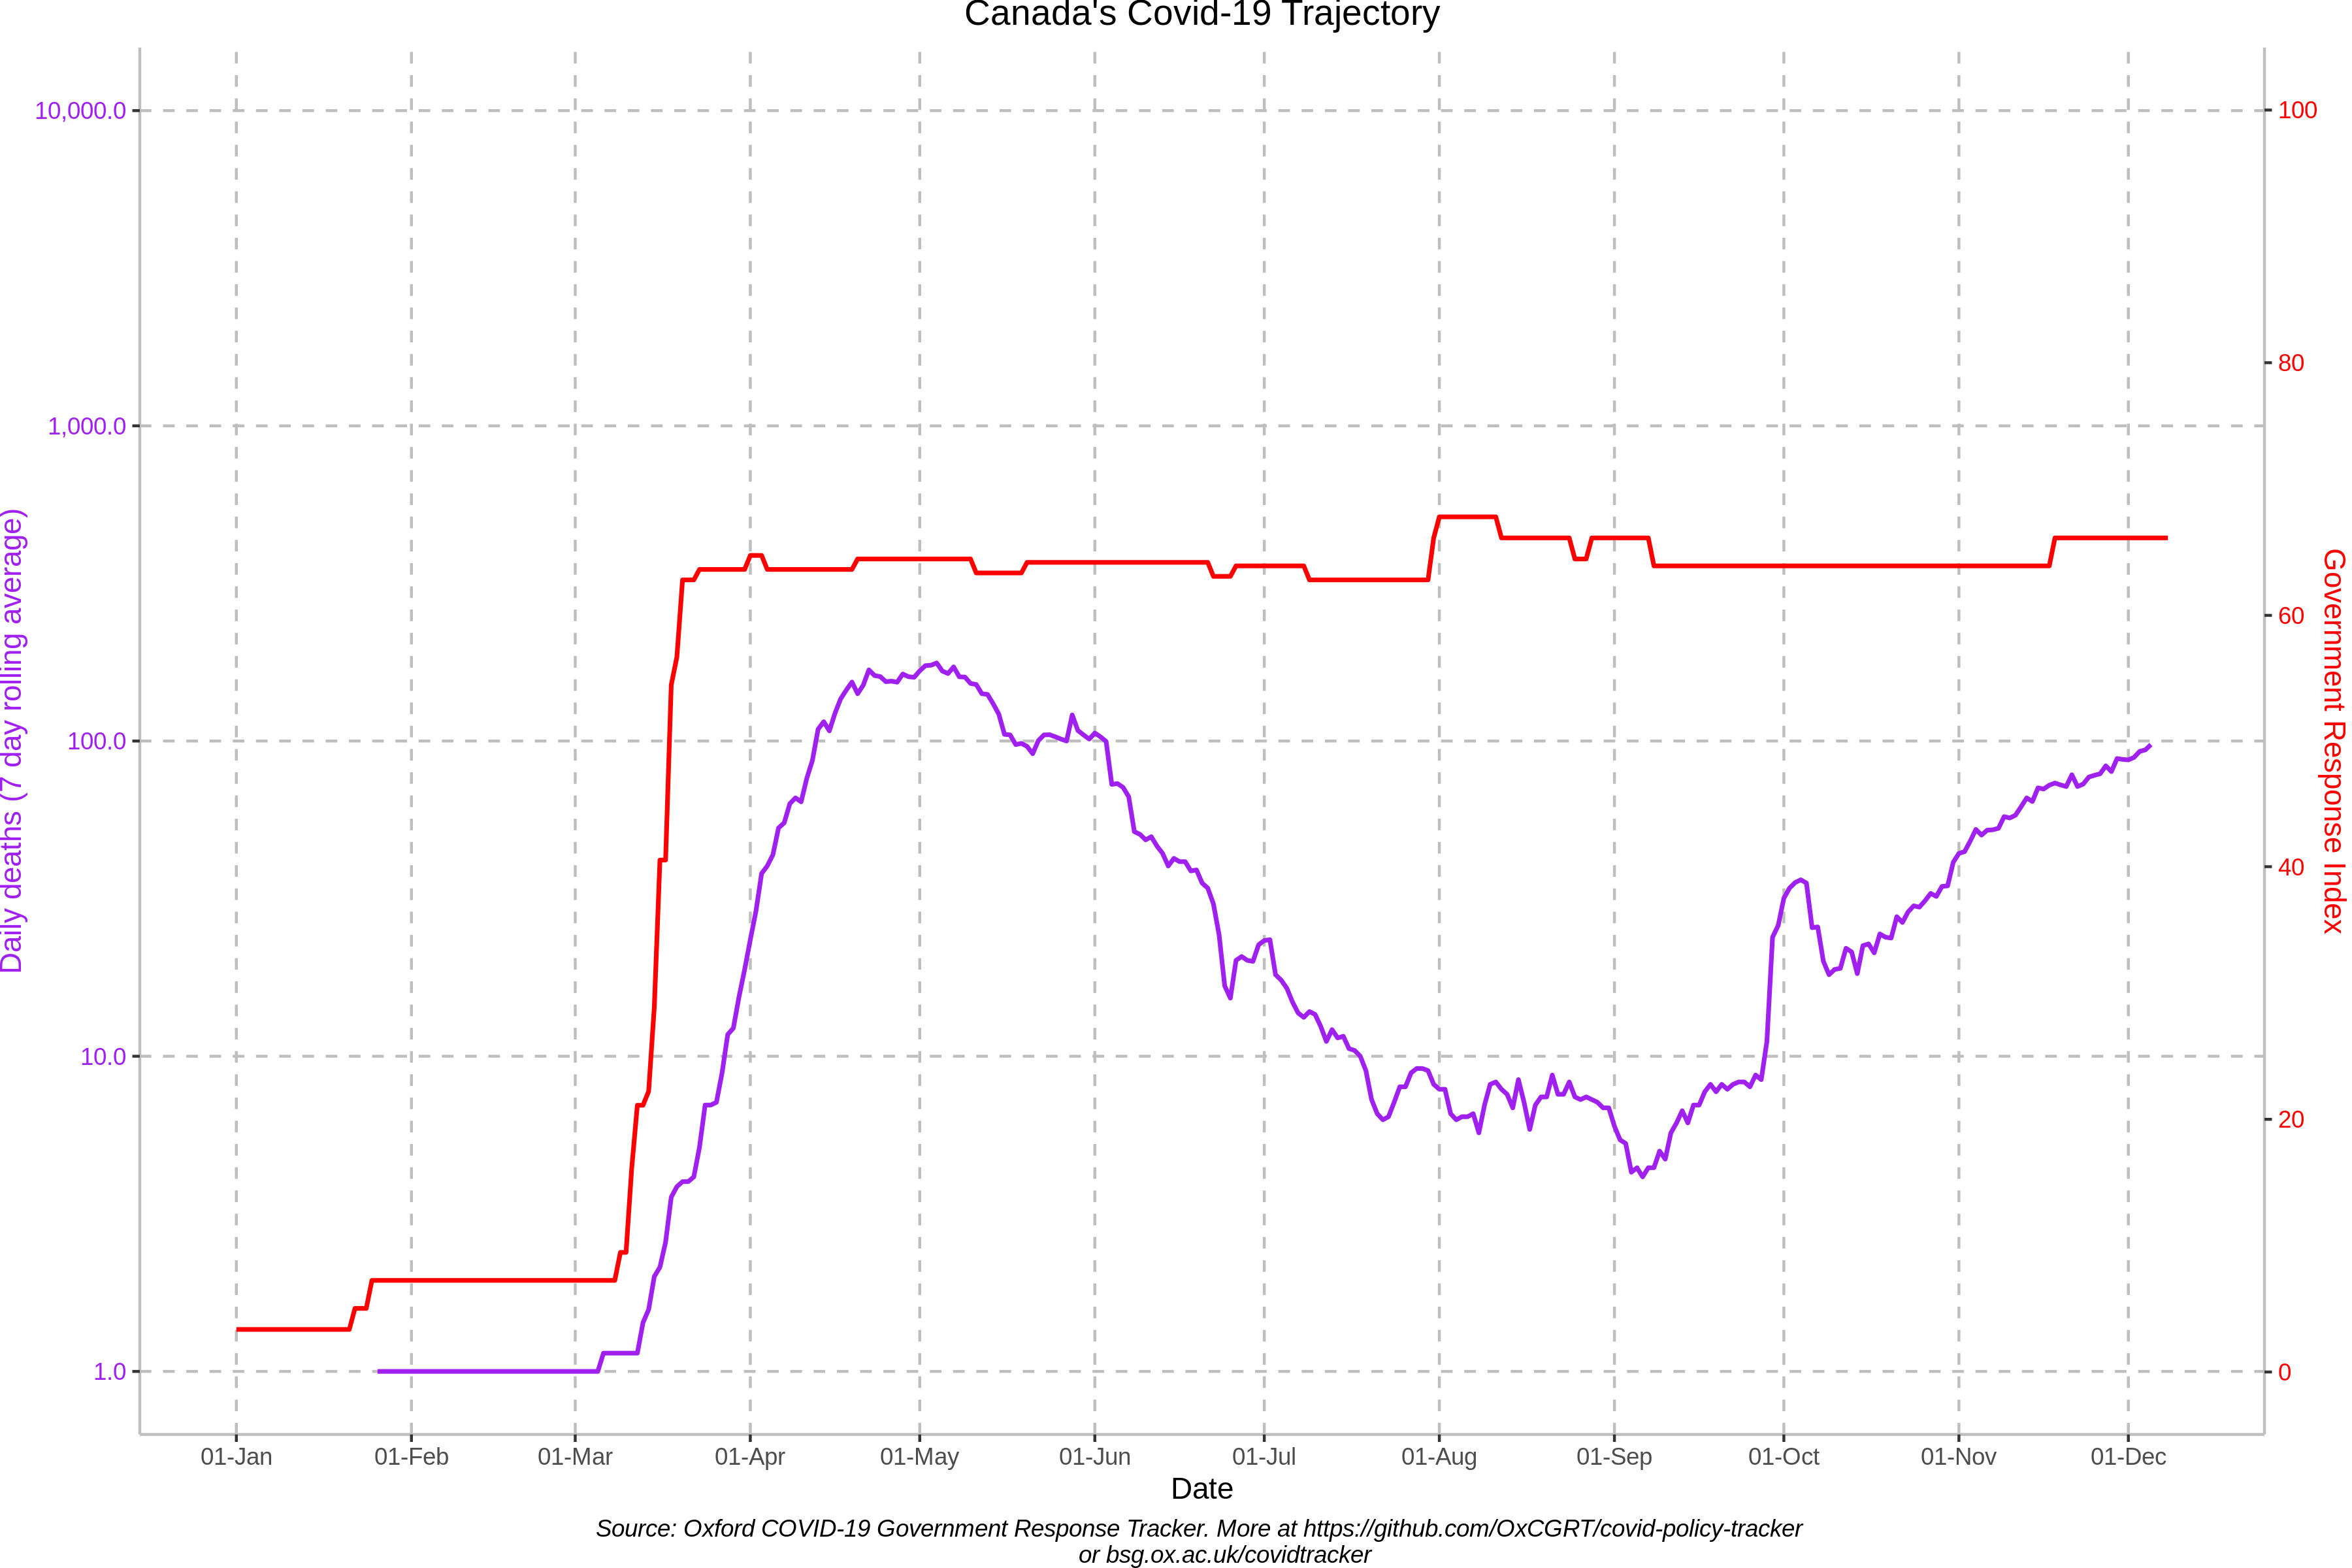 Canada's Covid-19 Trajectory
10,000.0
1,000.0
100.0
10.0
1.0
Daily deaths (7 day rolling average)
100
80
60
40
20
0
Government Response Index
01-Jan 01-Feb 01-Mar 01-Apr 01-May 01-Jun 01-Jul 01-Aug 01-Sep 01-Oct 01-Nov 01-Dec
Date
Source: Oxford COVID-19 Government Response Tracker. More at https://github.com/OxCGRT/covid-policy-tracker
or bsg.ox.ac.uk/covidtracker